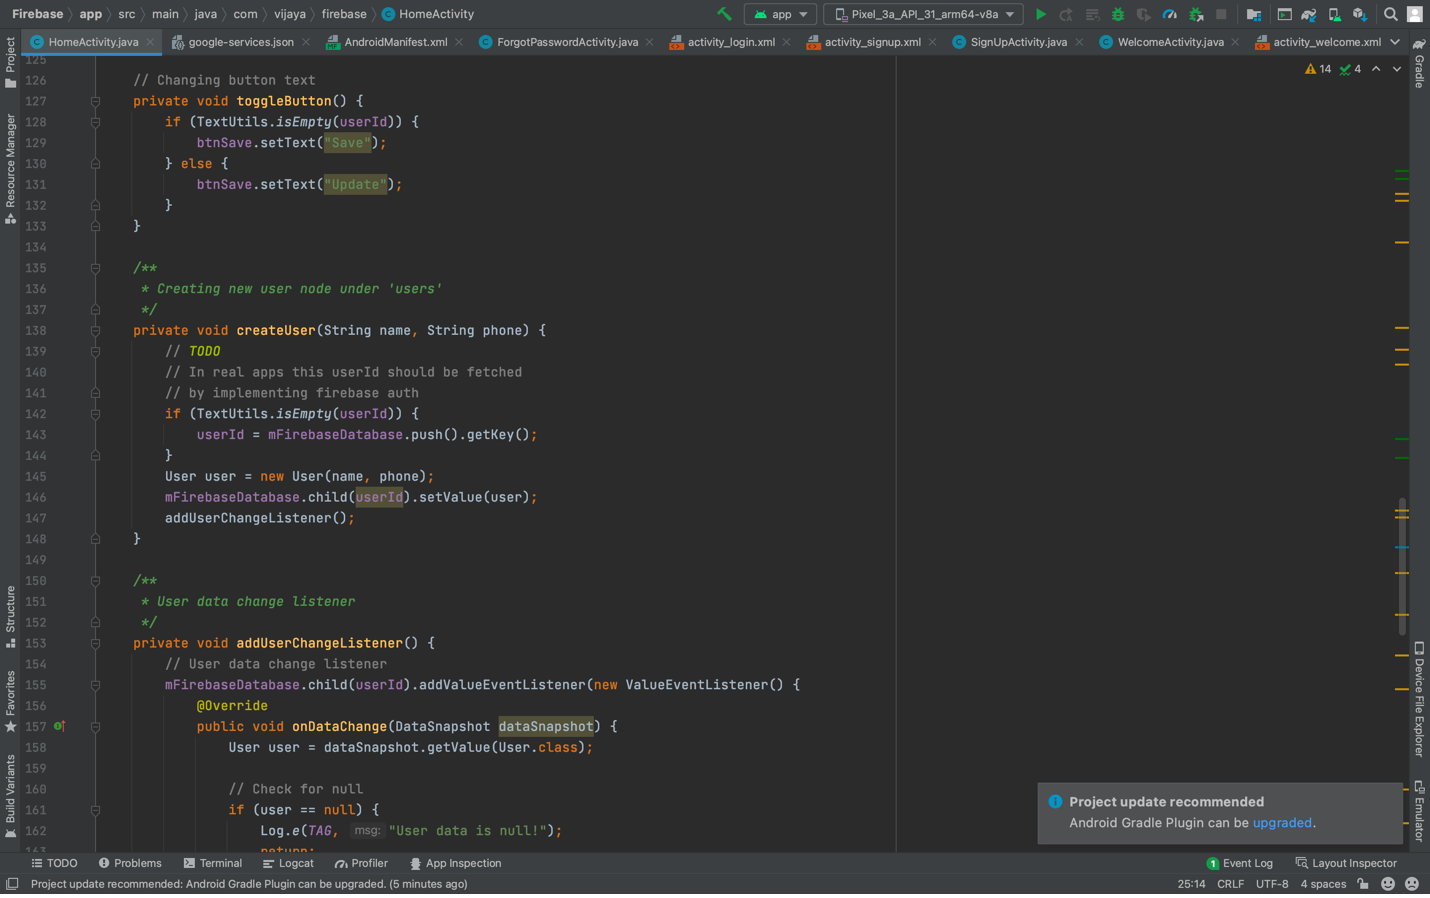 Firebase app src main java com vijaya firebase HomeActivity app Pixel_3a_API_31_arm64-v8a
HomeActivity.java google-services.json AndroidManifest.xml ForgotPasswordActivity.java activity_login.xml activity_signup.xml SignUpActivity.java WelcomeActivity.java activity_welcome.xml
Project
Resource Manager
Structure
Favorites
Build Variants
14 4
125
126 // Changing button text
127 private void toggleButton() {
128 if (TextUtils.isEmpty(userId)) {
129 btnSave.setText("Save");
130 } else {
131 btnSave.setText("Update");
132 }
133 }
134
135 /**
136 * Creating new user node under 'users'
137 */
138 private void createUser(String name, String phone) {
139 // TODO
140 // In real apps this userId should be fetched
141 // by implementing firebase auth
142 if (TextUtils.isEmpty(userId)) {
143 userId = mFirebaseDatabase.push().getKey();
144 }
145 User user = new User(name, phone);
146 mFirebaseDatabase.child(userId).setValue(user);
147 addUserChangeListener();
148 }
149
150 /**
151 * User data change listener
152 */
153 private void addUserChangeListener() {
154 // User data change listener
155 mFirebaseDatabase.child(userId).addValueEventListener(new ValueEventListener() {
156 @Override
157 public void onDataChange(DataSnapshot dataSnapshot) {
158 User user = dataSnapshot.getValue(User.class);
159
160 // Check for null
161 if (user == null) {
162 Log.e(TAG, msg: "User data is null!");
163 return;
Gradle
Device File Explorer
Emulator
Project update recommended
Android Gradle Plugin can be upgraded.
TODO Problems Terminal Logcat Profiler App Inspection 1 Event Log Layout Inspector
Project update recommended: Android Gradle Plugin can be upgraded. (5 minutes ago) 25:14 CRLF UTF-8 4 spaces